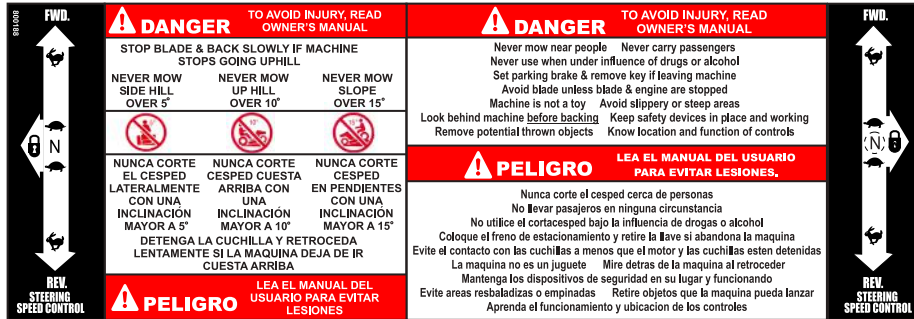 800188
FWD.
N
REV.
STEERING
SPEED CONTROL
DANGER
TO AVOID INJURY, READ
OWNER'S MANUAL
STOP BLADE & BACK SLOWLY IF MACHINE
STOPS GOING UPHILL
NEVER MOW
SIDE HILL
OVER 5°
NEVER MOW
UP HILL
OVER 10°
NEVER MOW
SLOPE
OVER 15°
10°
15°
NUNCA CORTE
EL CESPED
LATERALMENTE
CON UNA
INCLINACIÓN
MAYOR A 5°
NUNCA CORTE
CESPED CUESTA
ARRIBA CON
UNA
INCLINACIÓN
MAYOR A 10°
NUNCA CORTE
CESPED
EN PENDIENTES
CON UNA
INCLINACIÓN
MAYOR A 15°
DETENGA LA CUCHILLA Y RETROCEDA
LENTAMENTE SI LA MAQUINA DEJA DE IR
CUESTA ARRIBA
PELIGRO
LEA EL MANUAL DEL
USUARIO PARA EVITAR
LESIONES
DANGER
TO AVOID INJURY, READ
OWNER'S MANUAL
Never mow near people Never carry passengers
Never use when under influence of drugs or alcohol
Set parking brake & remove key if leaving machine
Avoid blade unless blade & engine are stopped
Machine is not a toy Avoid slippery or steep areas
Look behind machine before backing Keep safety devices in place and working
Remove potential thrown objects Know location and function of controls
PELIGRO
LEA EL MANUAL DEL USUARIO
PARA EVITAR LESIONES.
Nunca corte el cesped cerca de personas
No llevar pasajeros en ninguna circunstancia
No utilice el cortacesped bajo la influencia de drogas o alcohol
Coloque el freno de estacionamiento y retire la llave si abandona la maquina
Evite el contacto con las cuchillas a menos que el motor y las cuchillas esten detenidas
La maquina no es un juguete Mire detras de la maquina al retroceder
Mantenga los dispositivos de seguridad en su lugar y funcionando
Evite areas resbaladizas o empinadas Retire objetos que la maquina pueda lanzar
Aprenda el funcionamiento y ubicacion de los controles
FWD.
(N)
REV.
STEERING
SPEED CONTROL